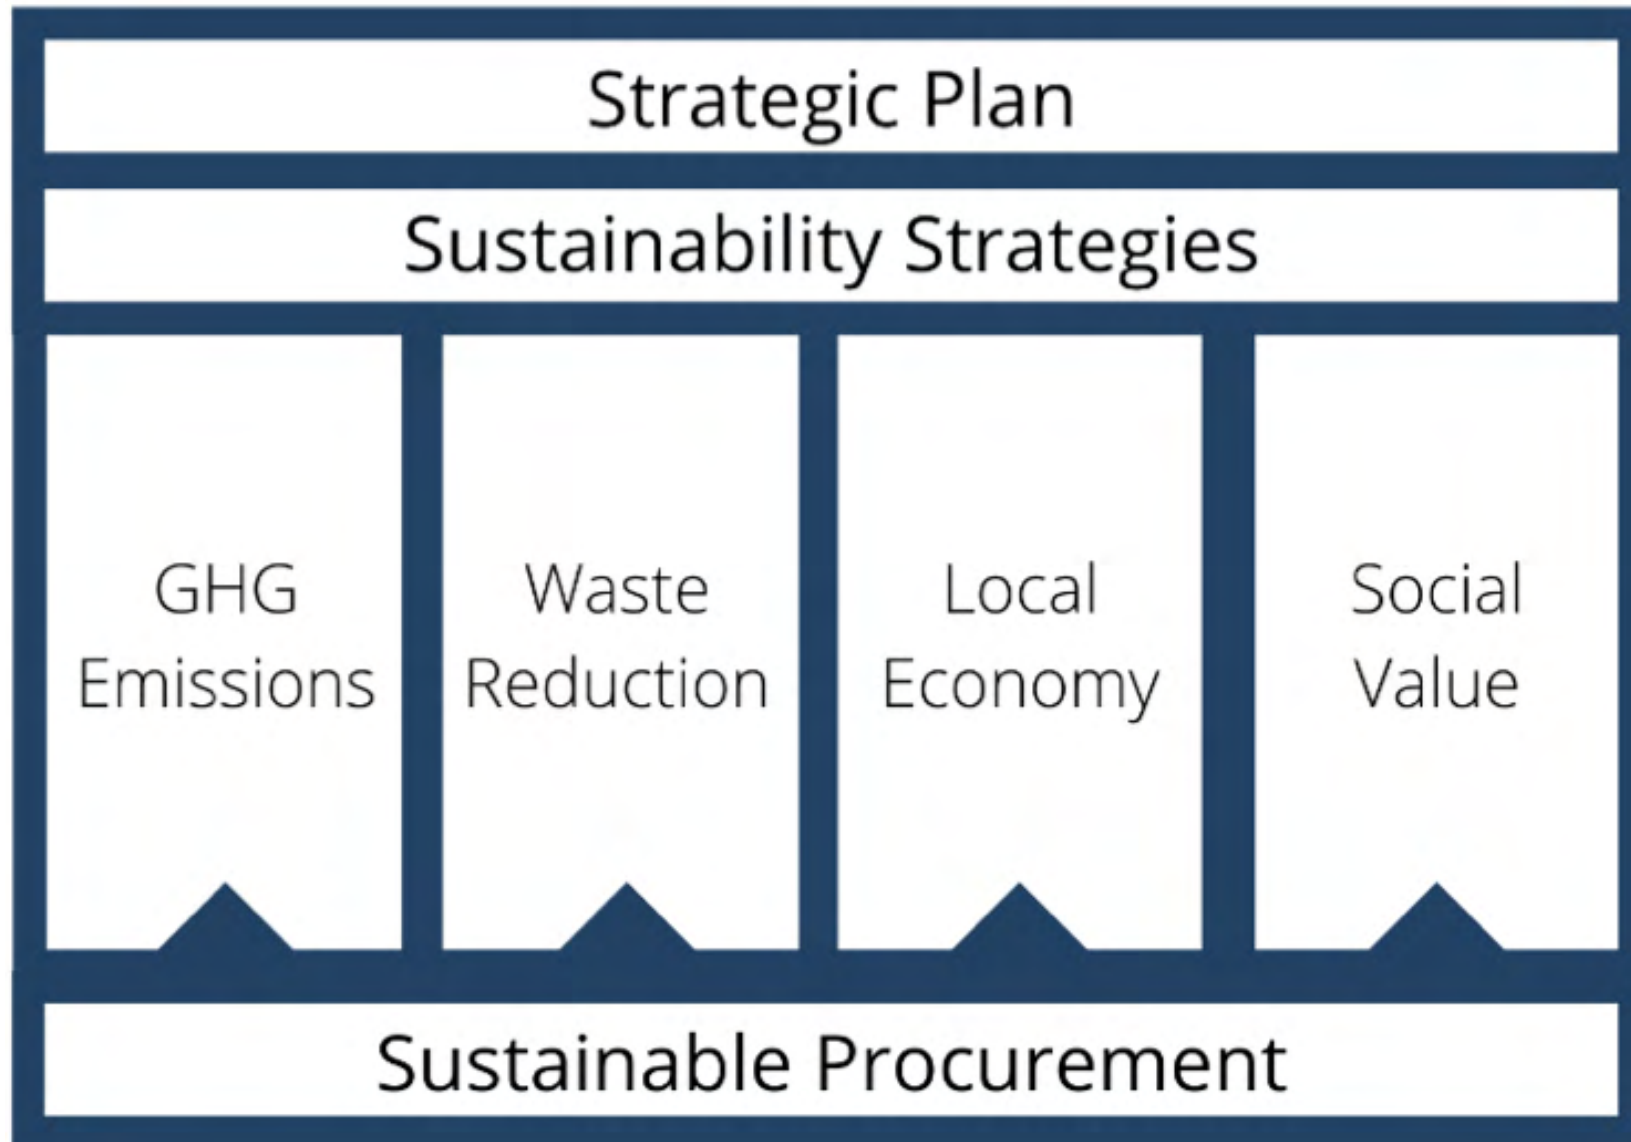 Strategic Plan
Sustainability Strategies
GHG
Emissions
Waste
Reduction
Local
Economy
Social
Value
Sustainable Procurement